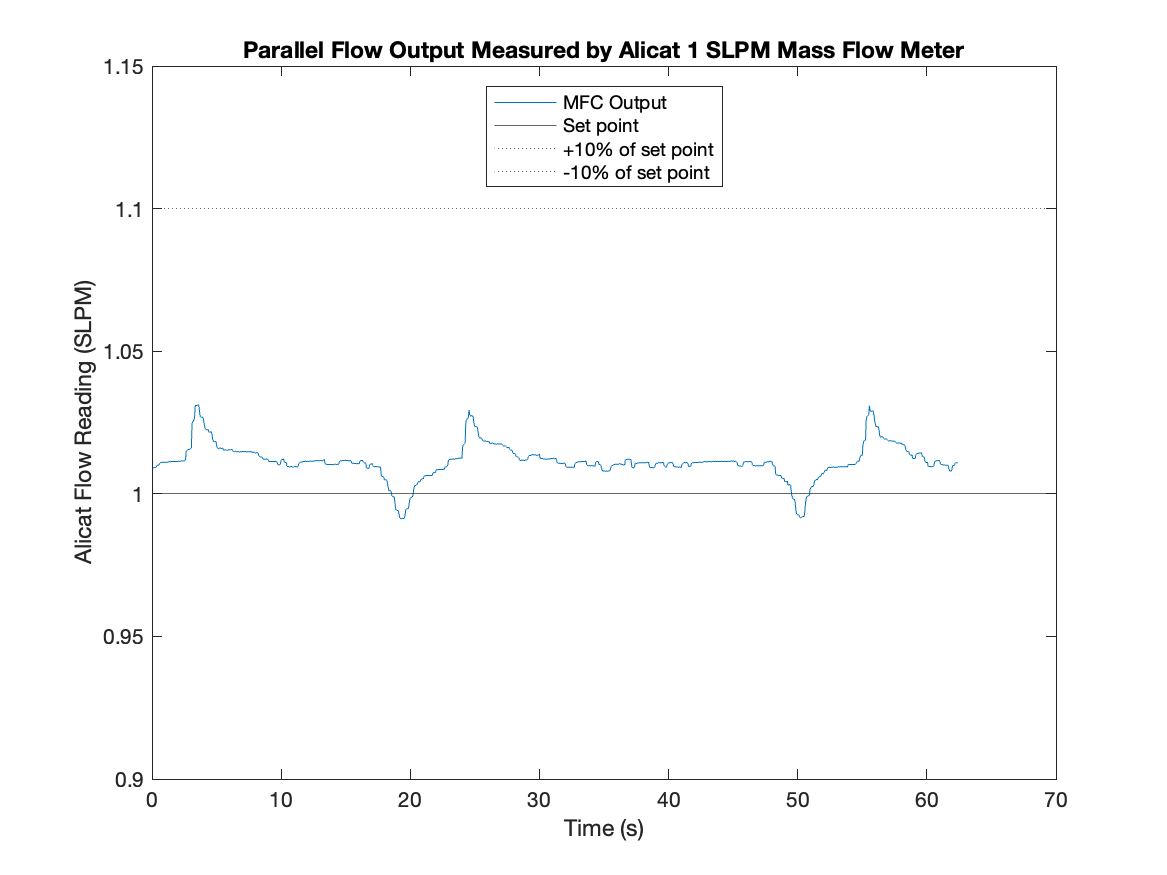 Parallel Flow Output Measured by Alicat 1 SLPM Mass Flow Meter
1.15
1.1
1.05
1
0.95
0.9
Alicat Flow Reading (SLPM)
MFC Output
Set point
+10% of set point
-10% of set point
0 10 20 30 40 50 60 70
Time (s)